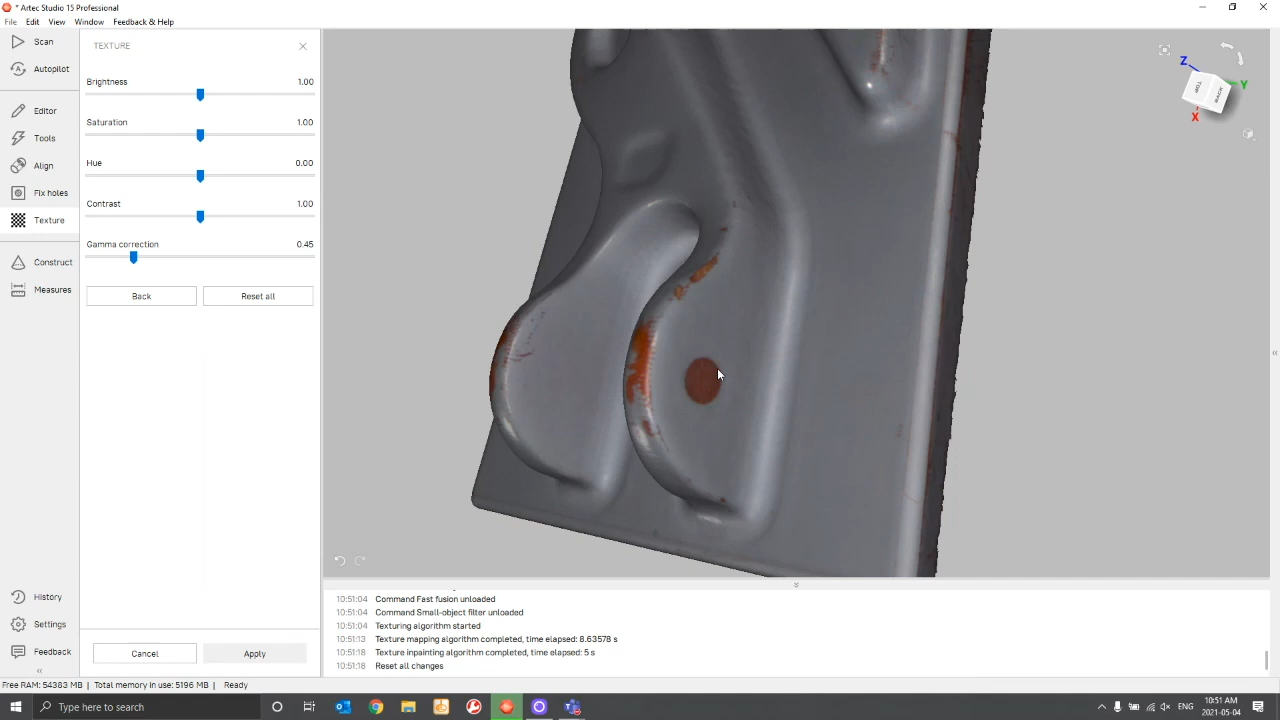 * Artec Studio 15 Professional
File Edit View Window Feedback & Help
Scan
Autopilot
Editor
Tools
Align
Fix holes
Texture
Construct
Measures
History
Settings
Feedback
TEXTURE
Brightness 1.00
Saturation 1.00
Hue 0.00
Contrast 1.00
Gamma correction 0.45
Back Reset all
Cancel Apply
Z
Y
X
TOP
BACK
10:51:04 Command Fast fusion unloaded
10:51:04 Command Small-object filter unloaded
10:51:04 Texturing algorithm started
10:51:13 Texture mapping algorithm completed, time elapsed: 8.63578 s
10:51:18 Texture inpainting algorithm completed, time elapsed: 5 s
10:51:18 Reset all changes
Free RAM: 54383 MB | Total memory in use: 5196 MB | Ready
Type here to search
ENG
10:51 AM
2021-05-04